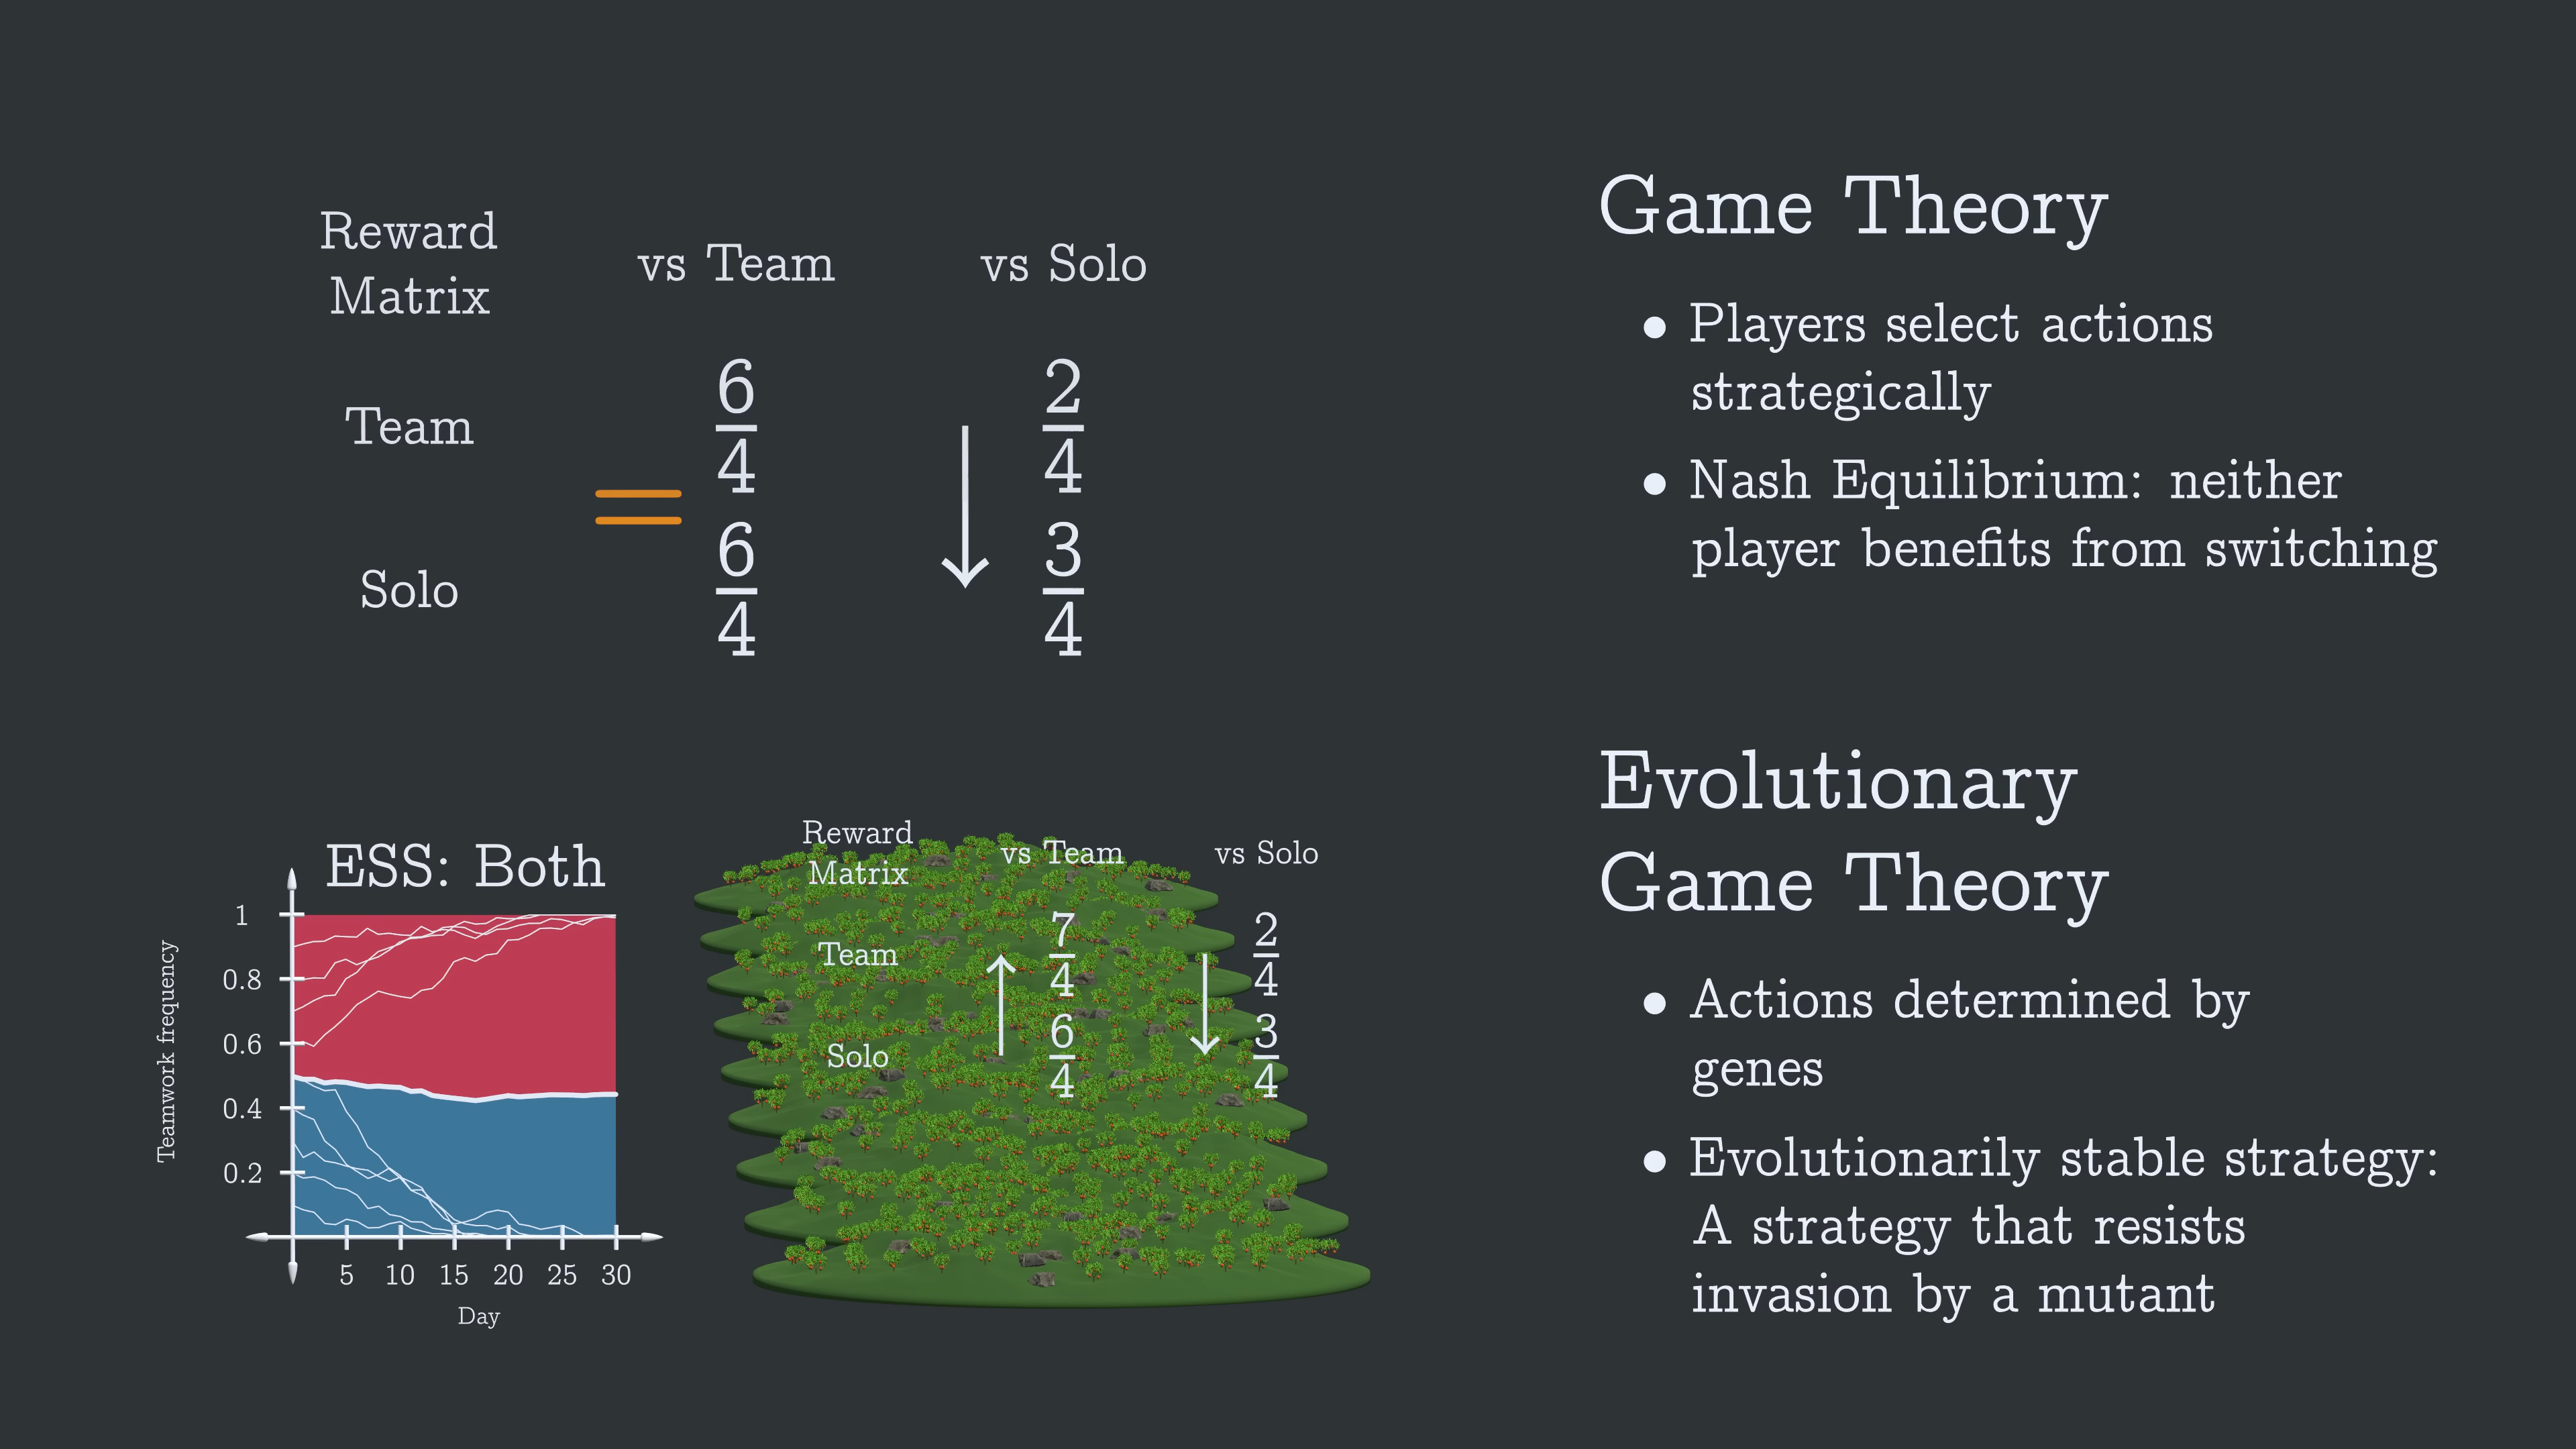 Reward
Matrix
vs Team
vs Solo
Team
6
4
2
4
=
Solo
6
4
3
4
Game Theory
• Players select actions
strategically
• Nash Equilibrium: neither
player benefits from switching
ESS: Both
Teamwork frequency
1
0.8
0.6
0.4
0.2
5 10 15 20 25 30
Day
Reward
Matrix
vs Team
vs Solo
Team
7
4
2
4
Solo
6
4
3
4
Evolutionary
Game Theory
• Actions determined by
genes
• Evolutionarily stable strategy:
A strategy that resists
invasion by a mutant